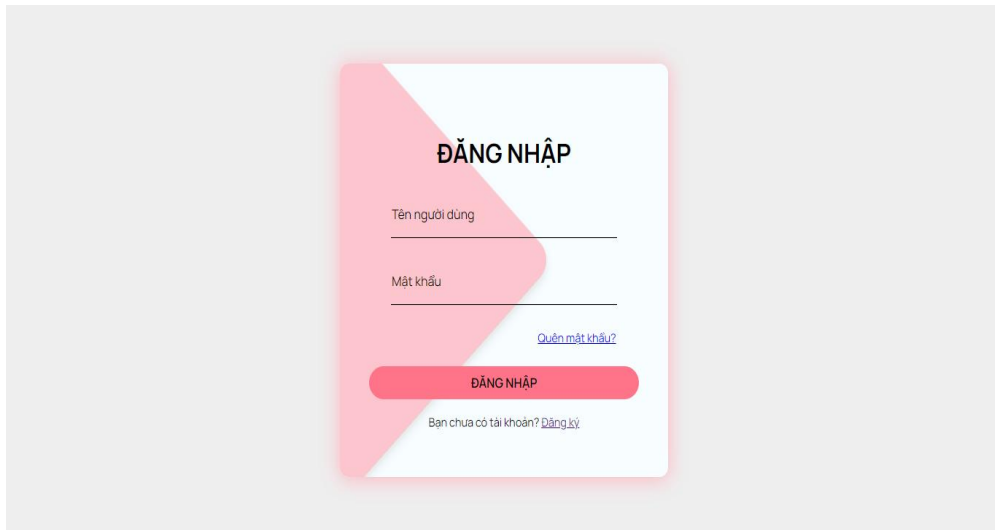 ĐĂNG NHẬP
Tên người dùng
Mật khẩu
Quên mật khẩu?
ĐĂNG NHẬP
Bạn chưa có tài khoản? Đăng ký